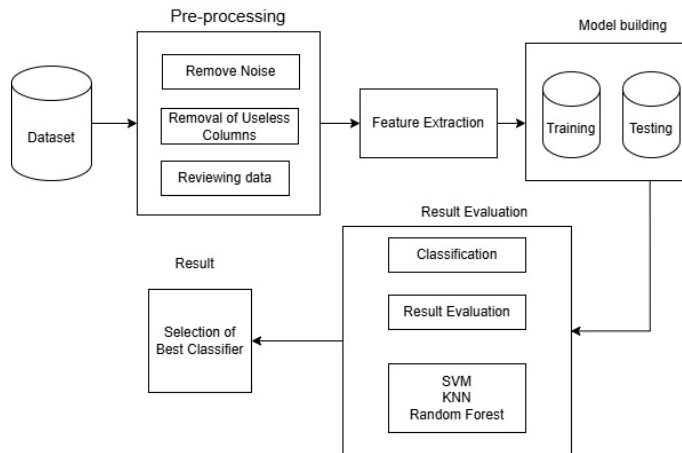 Pre-processing
Remove Noise
Removal of Useless
Columns
Reviewing data
Dataset
Feature Extraction
Model building
Training
Testing
Result Evaluation
Classification
Result Evaluation
SVM
KNN
Random Forest
Result
Selection of
Best Classifier